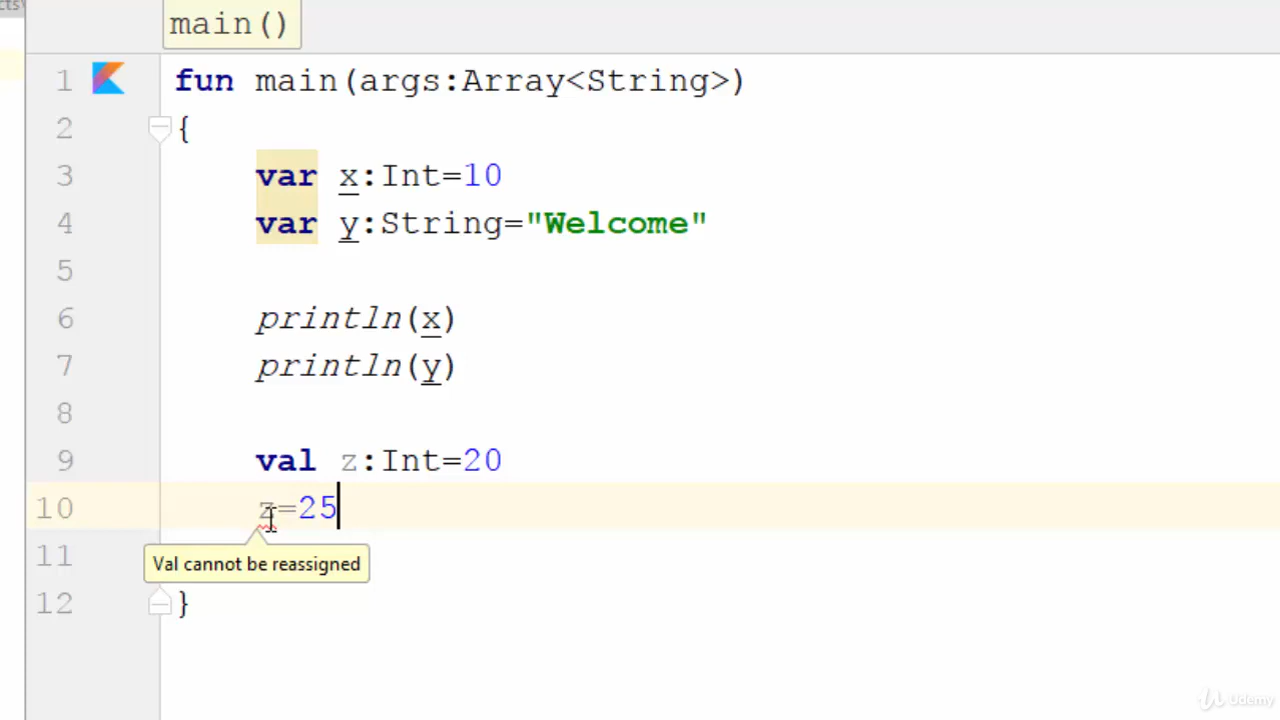 cts\
main()
1 fun main(args:Array<String>)
2 {
3 var x:Int=10
4 var y:String="Welcome"
5
6 println(x)
7 println(y)
8
9 val z:Int=20
10 z=25
Val cannot be reassigned
11
12 }
Udemy